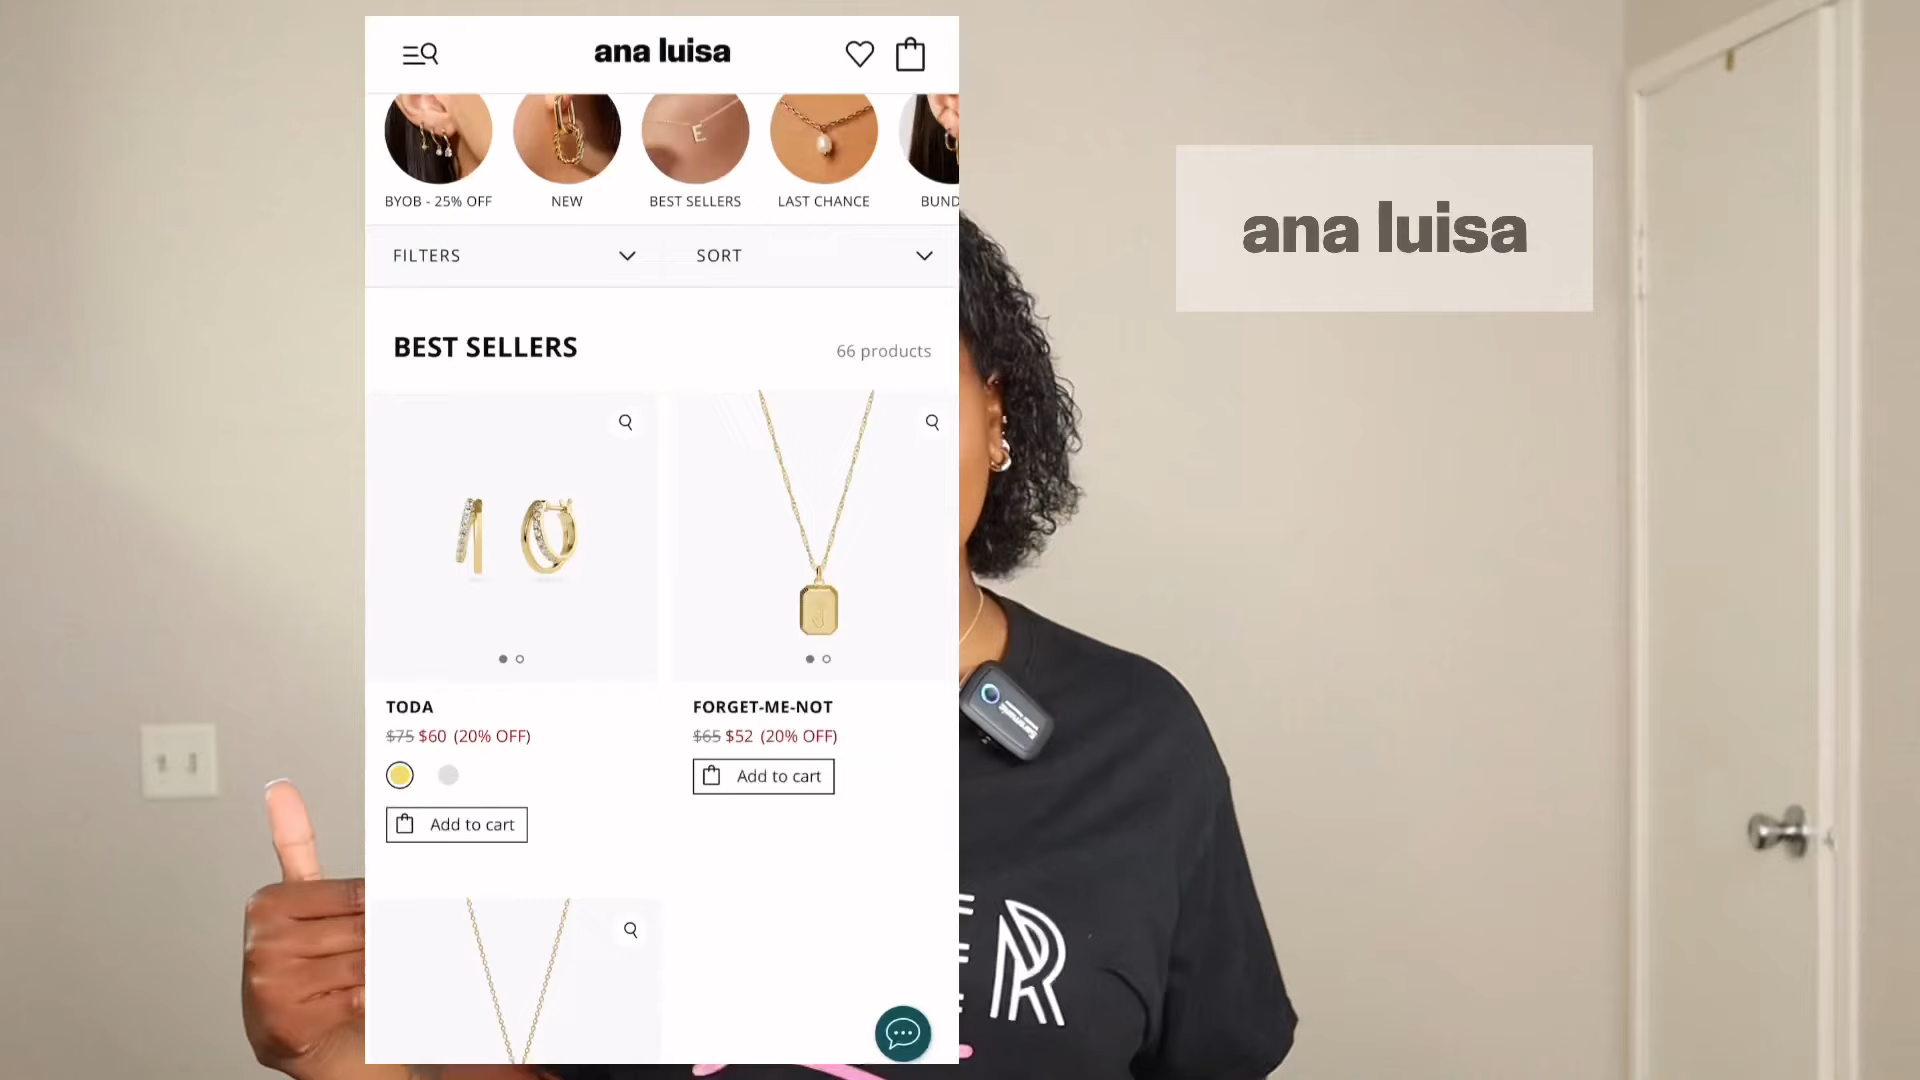 ana luisa
BYOB - 25% OFF
NEW
BEST SELLERS
LAST CHANCE
BUND
FILTERS
SORT
BEST SELLERS
66 products
TODA
$75 $60 (20% OFF)
Add to cart
FORGET-ME-NOT
$65 $52 (20% OFF)
Add to cart
ana luisa
E
J
R